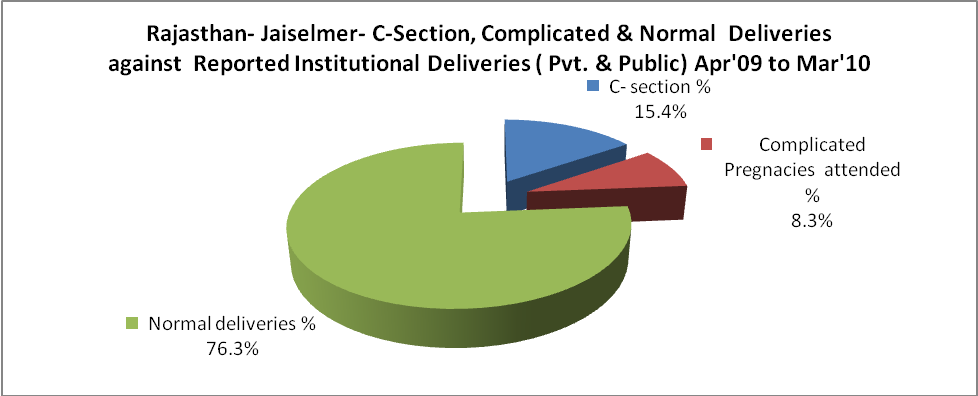 Rajasthan- Jaiselmer- C-Section, Complicated & Normal Deliveries
against Reported Institutional Deliveries ( Pvt. & Public) Apr'09 to Mar'10
C- section %
15.4%
Complicated
Pregnacies attended
%
8.3%
Normal deliveries %
76.3%